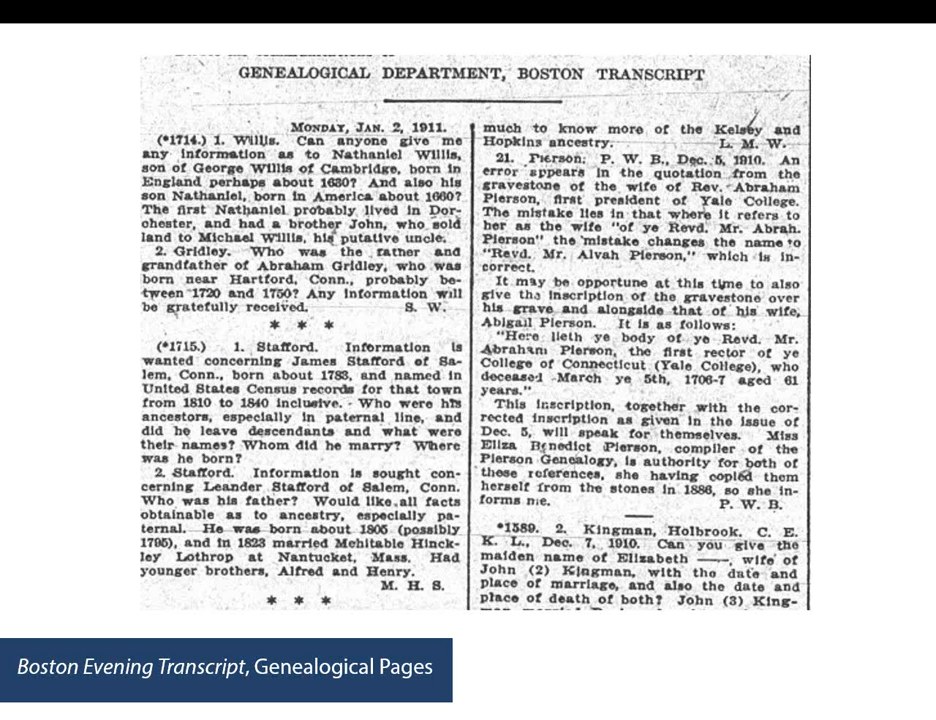 GENEALOGICAL DEPARTMENT, BOSTON TRANSCRIPT
MONDAY, JAN. 2, 1911.
(*1714.) 1. Willis. Can anyone give me
any information as to Nathaniel Willis,
son of George Willis of Cambridge, born in
England perhaps about 1630? And also his
son Nathaniel, born in America about 1660?
The first Nathaniel probably lived in Dor-
chester, and had a brother John, who sold
land to Michael Willis, his putative uncle.
2. Gridley. Who was the father and
grandfather of Abraham Gridley, who was
born near Hartford, Conn., probably be-
tween 1720 and 1750? Any information will
be gratefully received. S. W.
* * *
(*1715.) 1. Stafford. Information is
wanted concerning James Stafford of Sa-
lem, Conn., born about 1783, and named in
United States Census records for that town
from 1810 to 1840 inclusive. Who were his
ancestors, especially in paternal line, and
did he leave descendants and what were
their names? Whom did he marry? Where
was he born?
2. Stafford. Information is sought con-
cerning Leander Stafford of Salem, Conn.
Who was his father? Would like all facts
obtainable as to ancestry, especially pa-
ternal. He was born about 1805 (possibly
1795), and in 1823 married Mehitable Hinck-
ley Lothrop at Nantucket, Mass. Had
younger brothers, Alfred and Henry.
M. H. S.
* * *
much to know more of the Kelsey and
Hopkins ancestry. L. M. W.
21. Pierson. P. W. B., Dec. 5, 1910. An
error appears in the quotation from the
gravestone of the wife of Rev. Abraham
Pierson, first president of Yale College.
The mistake lies in that where it refers to
her as the wife "of ye Revd. Mr. Abrah.
Pierson" the mistake changes the name to
"Revd. Mr. Alvah Pierson," which is in-
correct.
It may be opportune at this time to also
give the inscription of the gravestone over
his grave and alongside that of his wife,
Abigail Pierson. It is as follows:
"Here lieth ye body of ye Revd. Mr.
Abraham Pierson, the first rector of ye
College of Connecticut (Yale College), who
deceased March ye 5th, 1706-7 aged 61
years."
This inscription, together with the cor-
rected inscription as given in the issue of
Dec. 5, will speak for themselves. Miss
Eliza Benedict Pierson, compiler of the
Pierson Genealogy, is authority for both of
these references, she having copied them
herself from the stones in 1886, so she in-
forms me. P. W. B.
*1589. 2. Kingman, Holbrook. C. E.
K. L., Dec. 7, 1910. Can you give the
maiden name of Elizabeth ——, wife of
John (2) Kingman, with the date and
place of marriage, and also the date and
place of death of both? John (3) King-
Boston Evening Transcript, Genealogical Pages